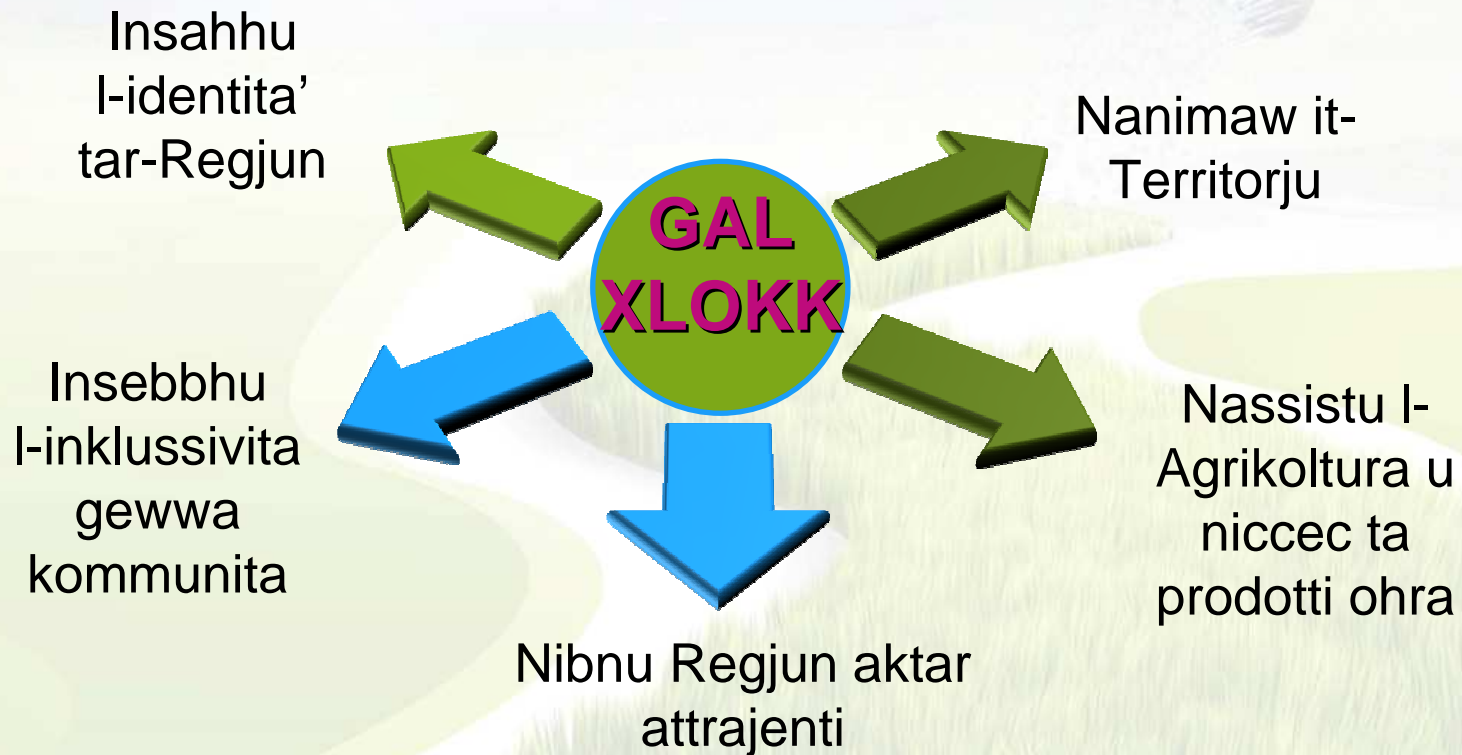 Insahhu
l-identita'
tar-Regjun
Nanimaw it-
Territorju
GAL
XLOKK
Insebbhu
l-inklussivita
gewwa
kommunita
Nassistu l-
Agrikoltura u
niccec ta
prodotti ohra
Nibnu Regjun aktar
attrajenti